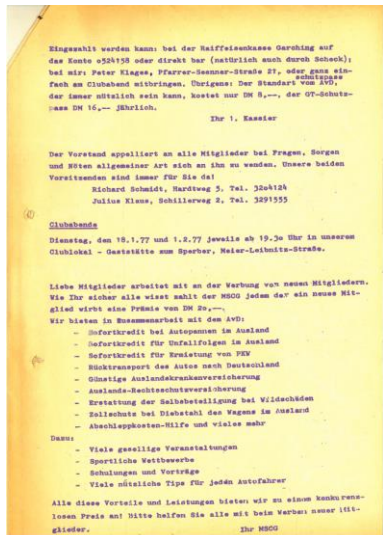 Eingezahlt werden kann: bei der Raiffeisenkasse Garching auf
das Konto o524158 oder direkt bar (natürlich auch durch Scheck);
bei mir: Peter Klages, Pfarrer-Seanner-Straße 21, oder ganz ein-
fach am Clubabend mitbringen. Übrigens: Der Standart vom AVD,
schutzpass
der immer nützlich sein kann, kostet nur DM 8,--, der GT-Schutz-
pass DM 16,-- jährlich.
Ihr 1. Kassier
Der Vorstand appelliert an alle Mitglieder bei Fragen, Sorgen
und Nöten allgemeiner Art sich an ihn zu wenden. Unsere beiden
Vorsitzenden sind immer für Sie da!
Richard Schmidt, Hardtweg 5, Tel. 32o4124
Julius Klaus, Schillerweg 2, Tel. 3291555
Clubabende
Dienstag, den 18.1.77 und 1.2.77 jeweils ab 19.3o Uhr in unserem
Clublokal - Gaststätte zum Sperber, Meier-Leibnitz-Straße.
Liebe Mitglieder arbeitet mit an der Werbung von neuen Mitgliedern.
Wie Ihr sicher alle wisst zahlt der MSCG jedem der ein neues Mit-
glied wirbt eine Prämie von DM 2o,--.
Wir bieten in Zusammenarbeit mit dem AvD:
- Sofortkredit bei Autopannen im Ausland
- Sofortkredit für Unfallfolgen im Ausland
- Sofortkredit für Ermietung von PKW
- Rücktransport des Autos nach Deutschland
- Günstige Auslandskrankenversicherung
- Auslands-Rechtsschutzversicherung
- Erstattung der Selbsbeteiligung bei Wildschäden
- Zollschutz bei Diebstahl des Wagens im Ausland
- Abschleppkosten-Hilfe und vieles mehr
Dazu:
- Viele gesellige Veranstaltungen
- Sportliche Wettbewerbe
- Schulungen und Vorträge
- Viele nützliche Tips für jeden Autofahrer
Alle diese Vorteile und Leistungen bieten wir zu einem konkurens-
losen Preis an! Bitte helfen Sie alle mit beim Werben neuer Mit-
glieder.
Ihr MSCG